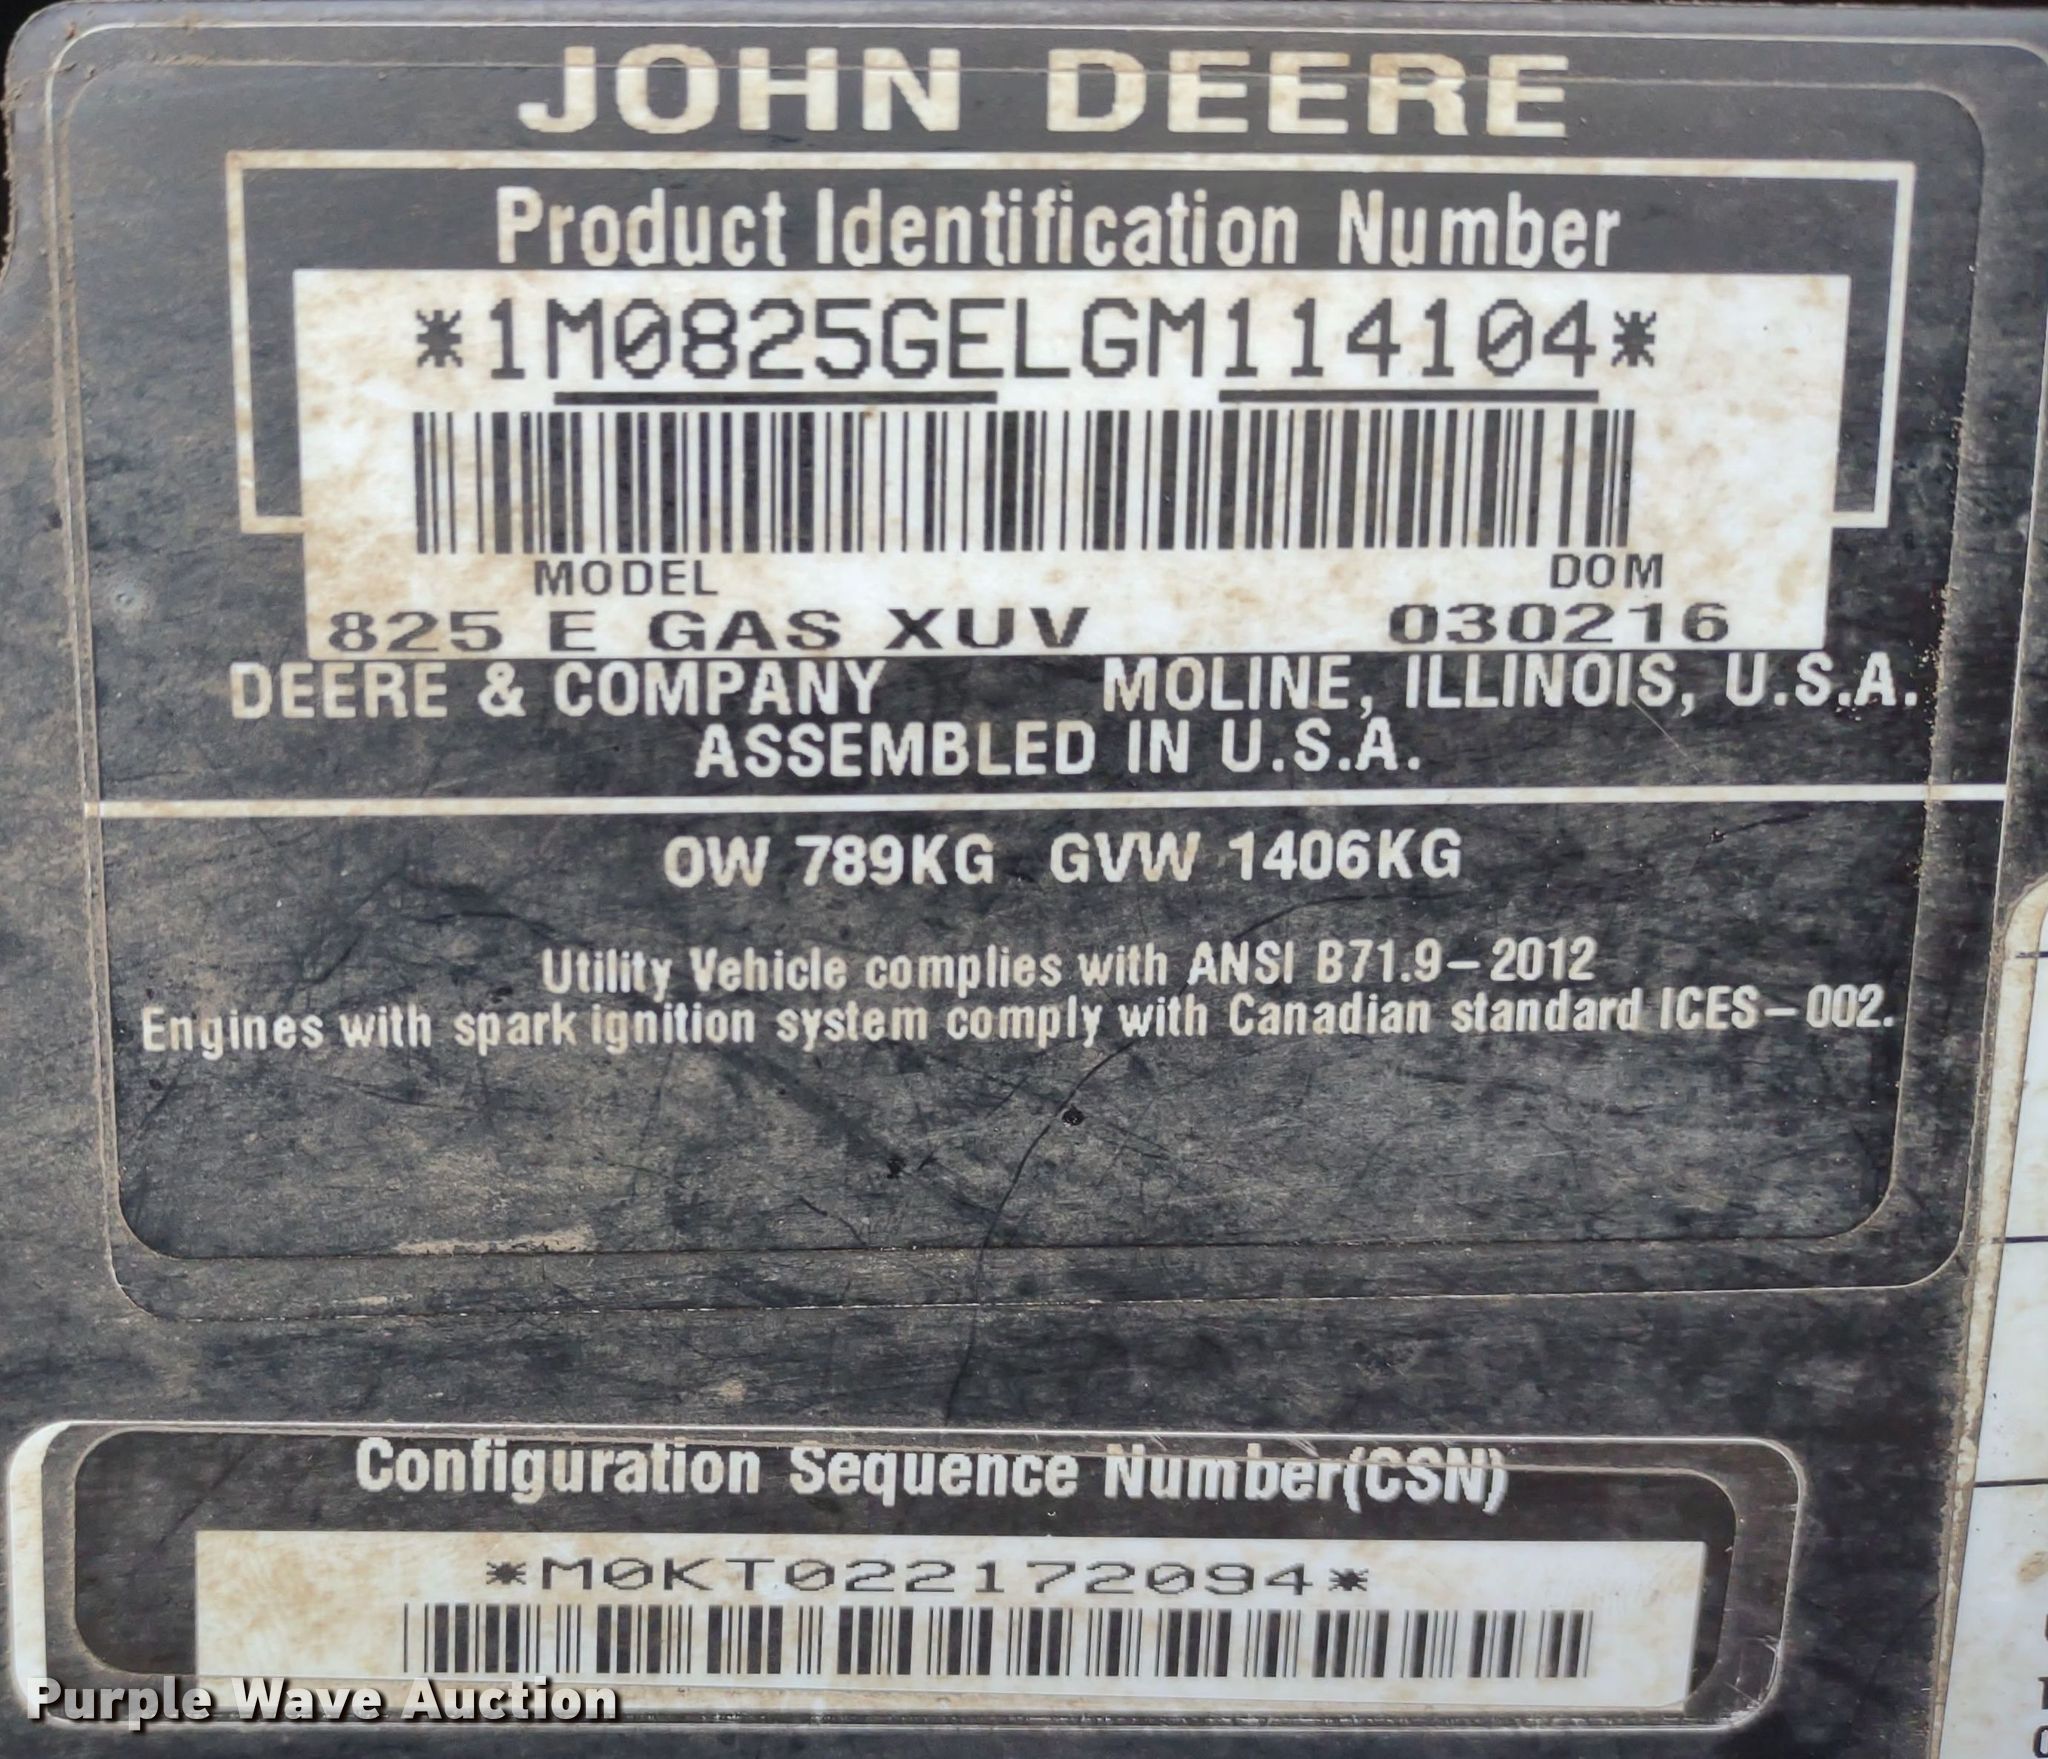 JOHN DEERE
Product Identification Number
*1M0825GELGM114104*
MODEL DOM
825 E GAS XUV 030216
DEERE & COMPANY MOLINE, ILLINOIS, U.S.A.
ASSEMBLED IN U.S.A.
OW 789KG GVW 1406KG
Utility Vehicle complies with ANSI B71.9-2012
Engines with spark ignition system comply with Canadian standard ICES-002.
Configuration Sequence Number(CSN)
*M0KT022172094*
Purple Wave Auction